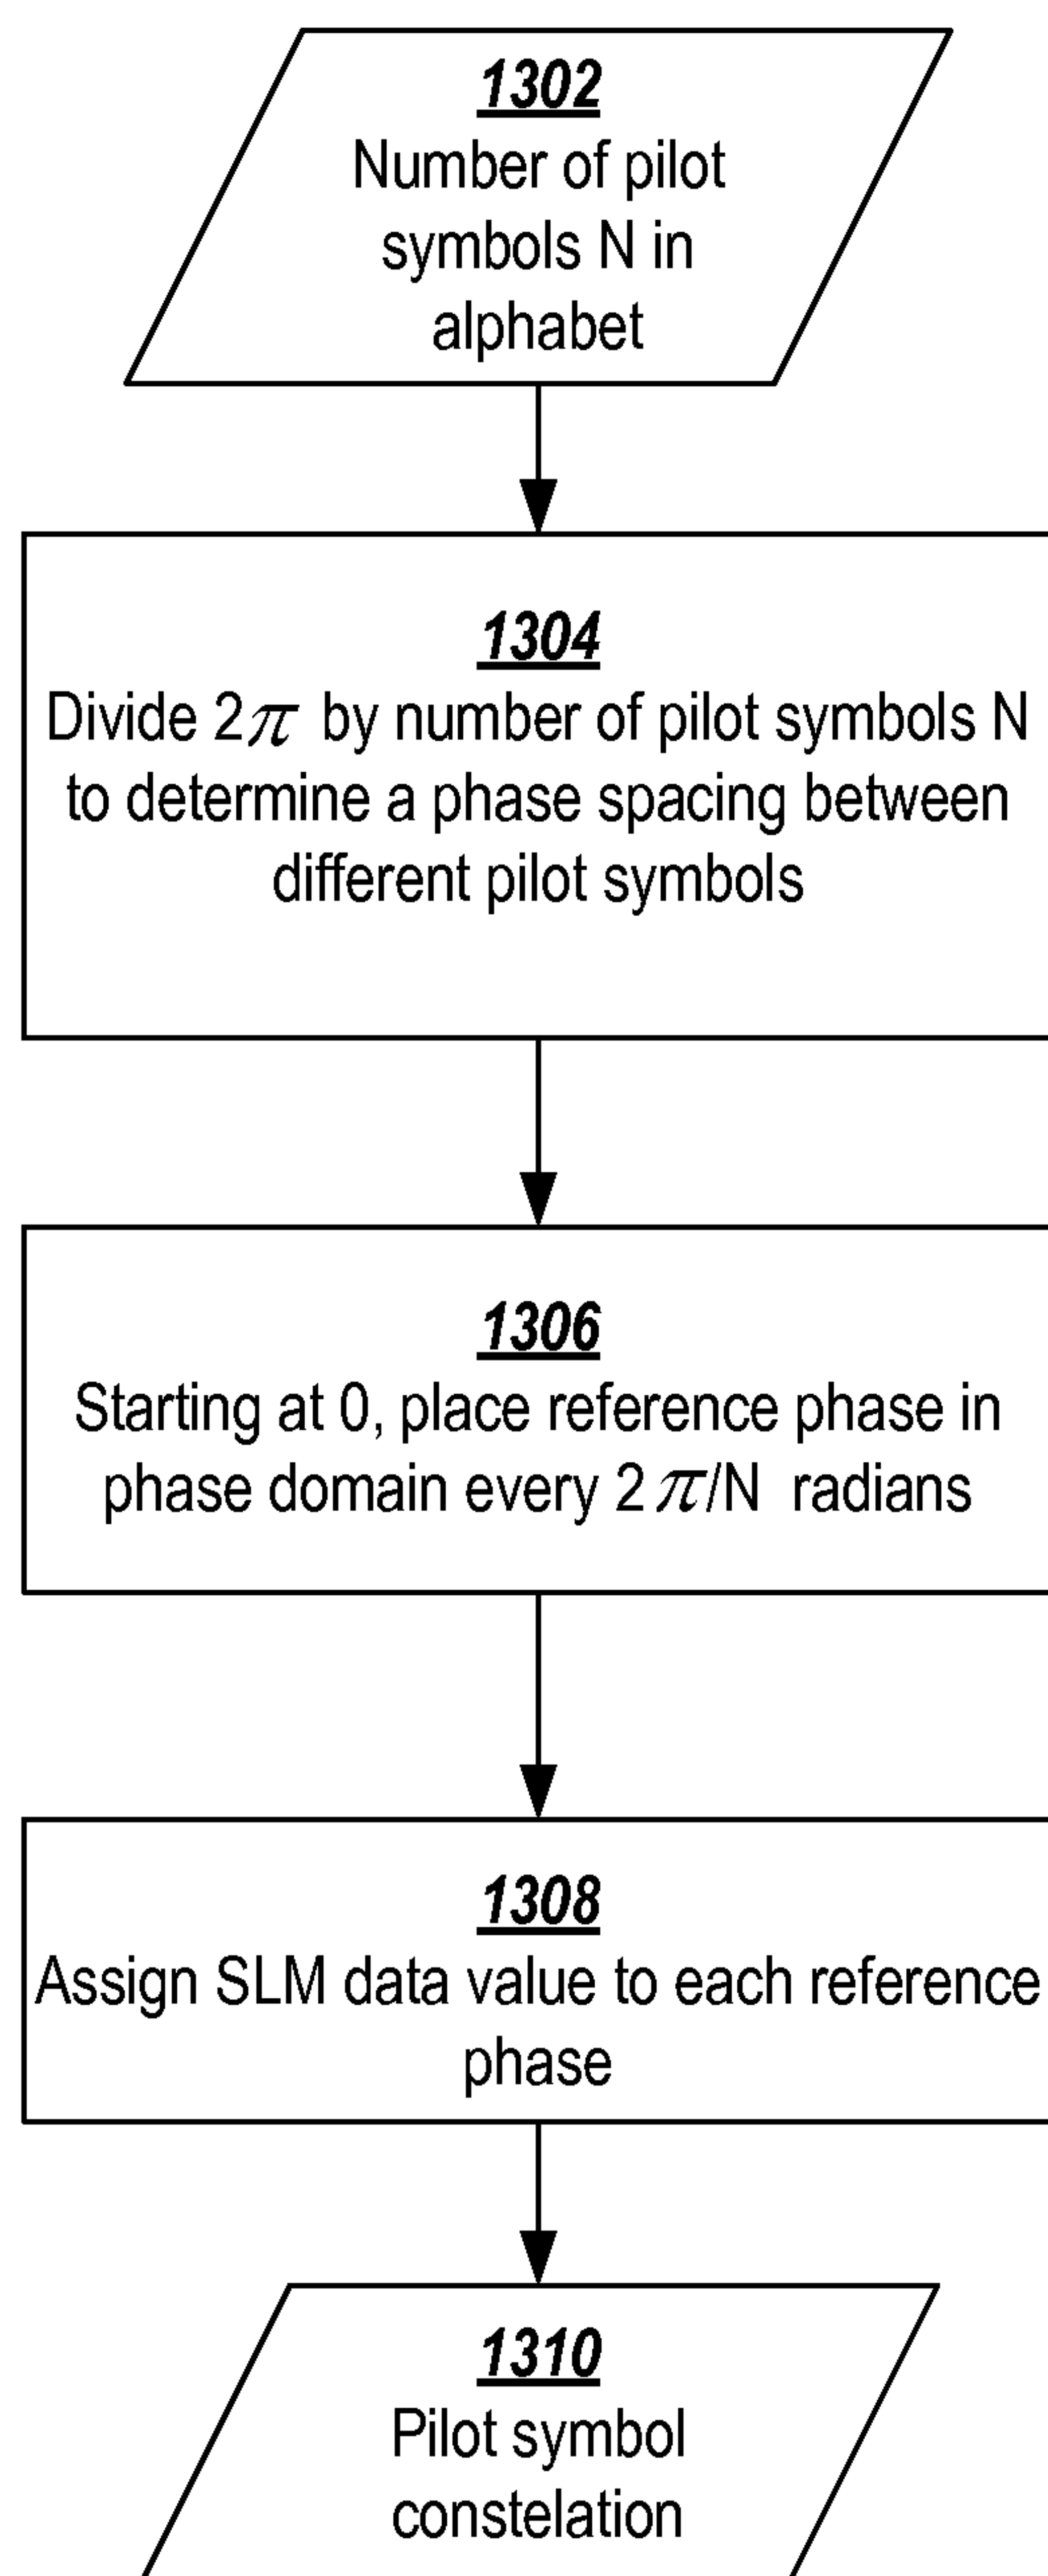 1302
Number of pilot
symbols N in
alphabet
1304
Divide 2π by number of pilot symbols N
to determine a phase spacing between
different pilot symbols
1306
Starting at 0, place reference phase in
phase domain every 2π/N radians
1308
Assign SLM data value to each reference
phase
1310
Pilot symbol
constelation